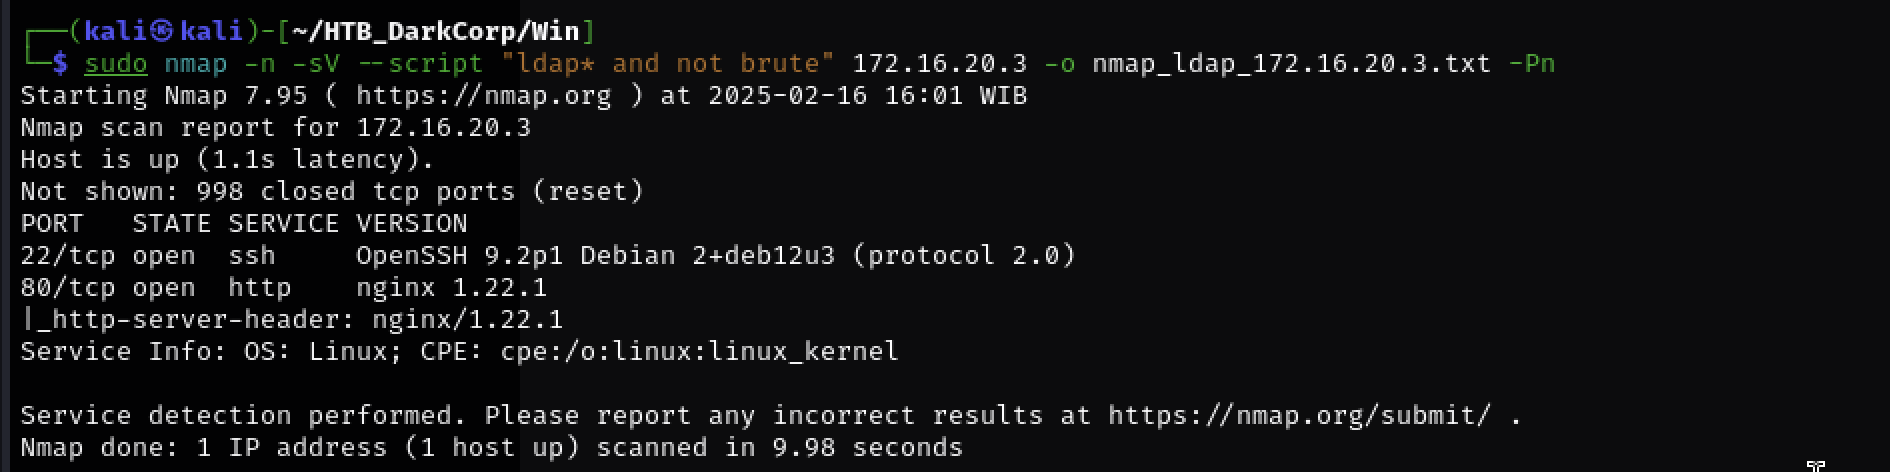 ┌──(kali㉿kali)-[~/HTB_DarkCorp/Win]
└─$ sudo nmap -n -sV --script "ldap* and not brute" 172.16.20.3 -o nmap_ldap_172.16.20.3.txt -Pn
Starting Nmap 7.95 ( https://nmap.org ) at 2025-02-16 16:01 WIB
Nmap scan report for 172.16.20.3
Host is up (1.1s latency).
Not shown: 998 closed tcp ports (reset)
PORT   STATE SERVICE VERSION
22/tcp open  ssh     OpenSSH 9.2p1 Debian 2+deb12u3 (protocol 2.0)
80/tcp open  http    nginx 1.22.1
|_http-server-header: nginx/1.22.1
Service Info: OS: Linux; CPE: cpe:/o:linux:linux_kernel
Service detection performed. Please report any incorrect results at https://nmap.org/submit/ .
Nmap done: 1 IP address (1 host up) scanned in 9.98 seconds